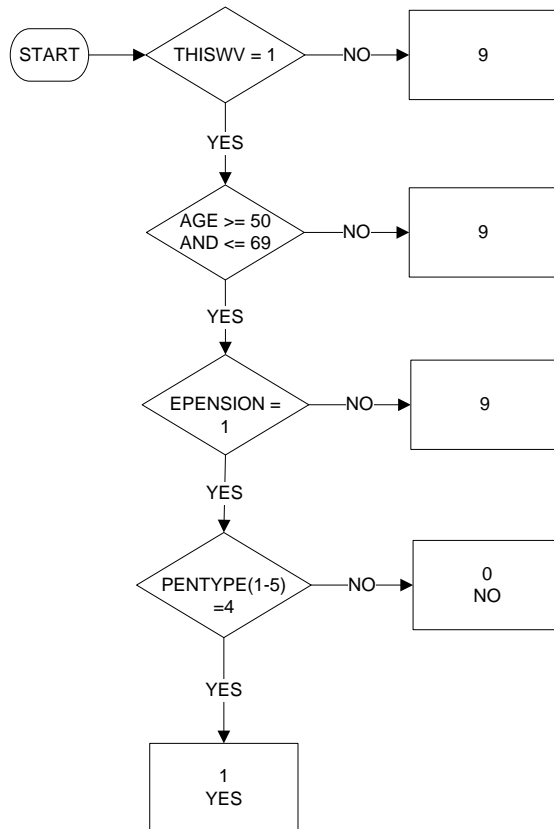 START
THISWV = 1
NO
9
YES
AGE >= 50
AND <= 69
NO
9
YES
EPENSION =
1
NO
9
YES
PENTYPE(1-5)
=4
NO
0
NO
YES
1
YES